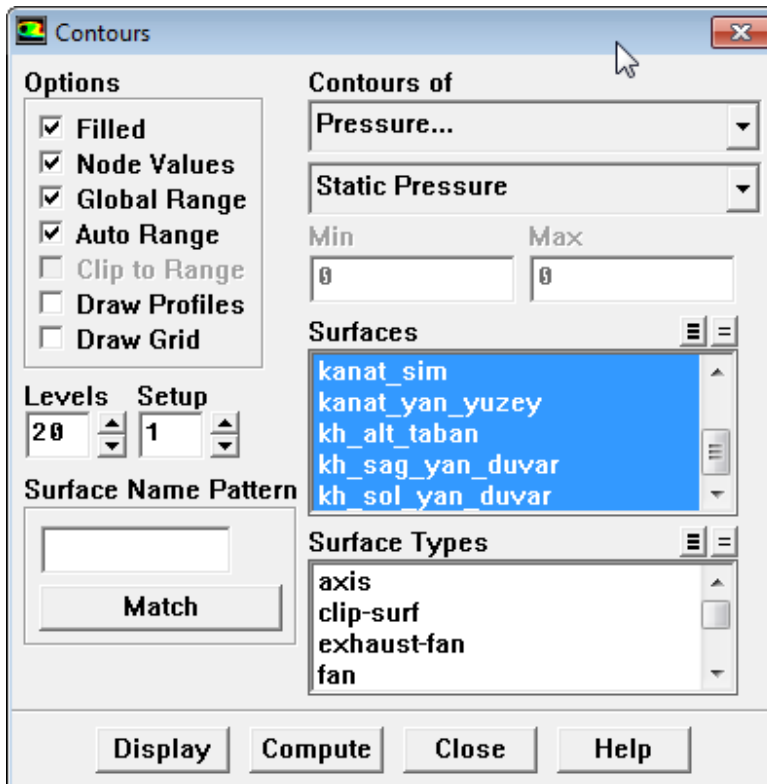 Contours
Options
Filled
Node Values
Global Range
Auto Range
Clip to Range
Draw Profiles
Draw Grid
Levels Setup
20 1
Surface Name Pattern
Match
Contours of
Pressure...
Static Pressure
Min Max
0 0
Surfaces
kanat_sim
kanat_yan_yuzey
kh_alt_taban
kh_sag_yan_duvar
kh_sol_yan_duvar
Surface Types
axis
clip-surf
exhaust-fan
fan
Display Compute Close Help